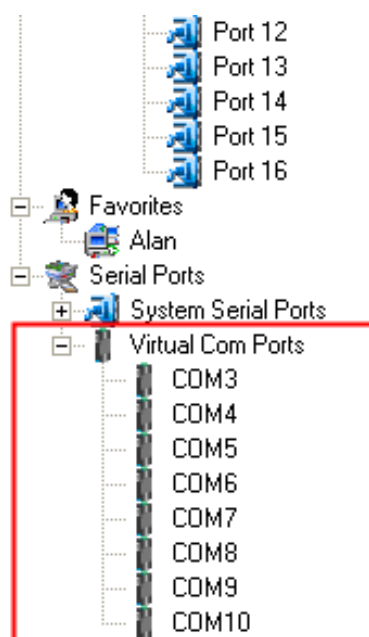 Port 12
Port 13
Port 14
Port 15
Port 16
Favorites
Alan
Serial Ports
System Serial Ports
Virtual Com Ports
COM3
COM4
COM5
COM6
COM7
COM8
COM9
COM10